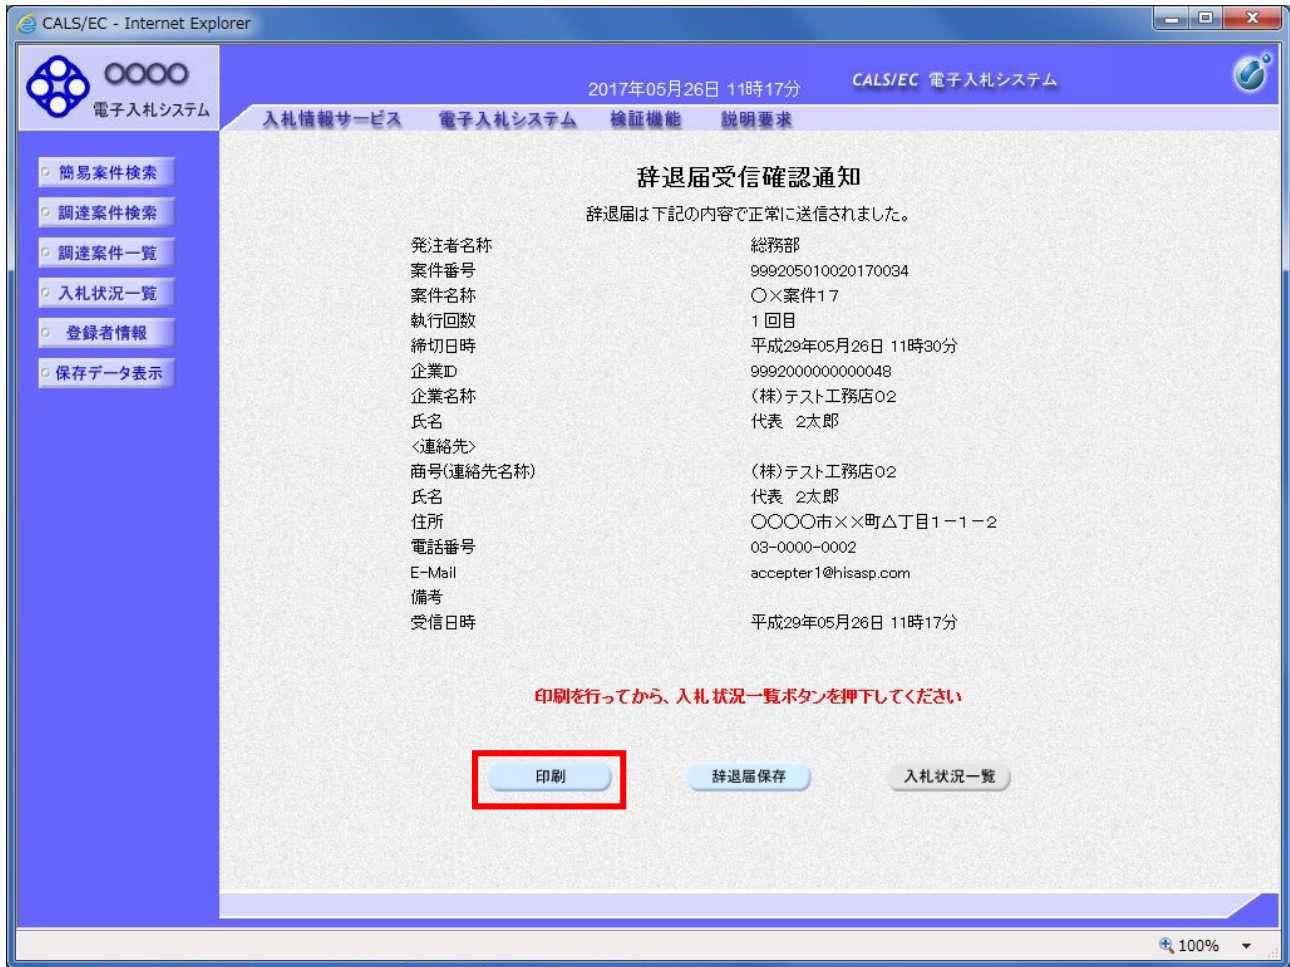 CALS/EC - Internet Explorer
〇〇〇〇
電子入札システム
2017年05月26日 11時17分
CALS/EC 電子入札システム
入札情報サービス 電子入札システム 検証機能 説明要求
簡易案件検索
調達案件検索
調達案件一覧
入札状況一覧
登録者情報
保存データ表示
辞退届受信確認通知
辞退届は下記の内容で正常に送信されました。
発注者名称 総務部
案件番号 999205010020170034
案件名称 〇×案件17
執行回数 1回目
締切日時 平成29年05月26日 11時30分
企業ID 9992000000000048
企業名称 (株)テスト工務店02
氏名 代表 2太郎
<連絡先>
商号(連絡先名称) (株)テスト工務店02
氏名 代表 2太郎
住所 〇〇〇〇市××町△丁目1-1-2
電話番号 03-0000-0002
E-Mail accepter1@hisasp.com
備考
受信日時 平成29年05月26日 11時17分
印刷を行ってから、入札状況一覧ボタンを押下してください
印刷 辞退届保存 入札状況一覧
100%